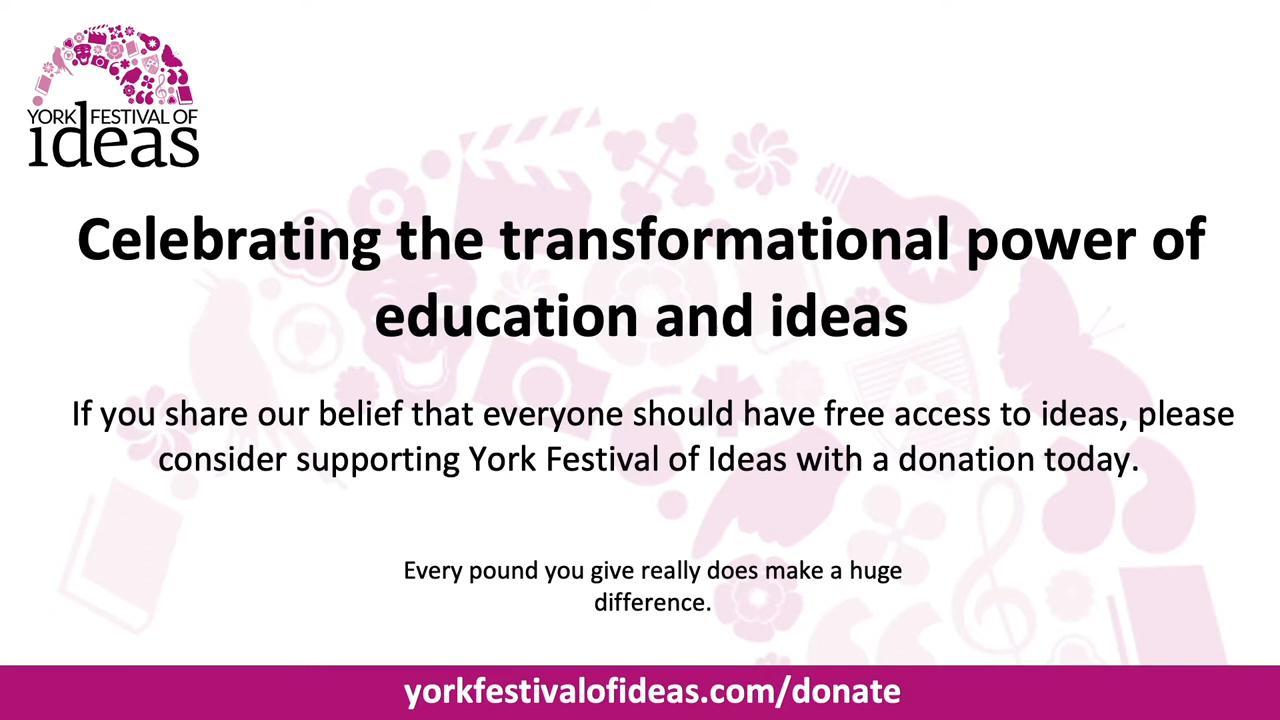 YORK FESTIVAL OF
ideas
Celebrating the transformational power of
education and ideas
If you share our belief that everyone should have free access to ideas, please
consider supporting York Festival of Ideas with a donation today.
Every pound you give really does make a huge
difference.
yorkfestivalofideas.com/donate